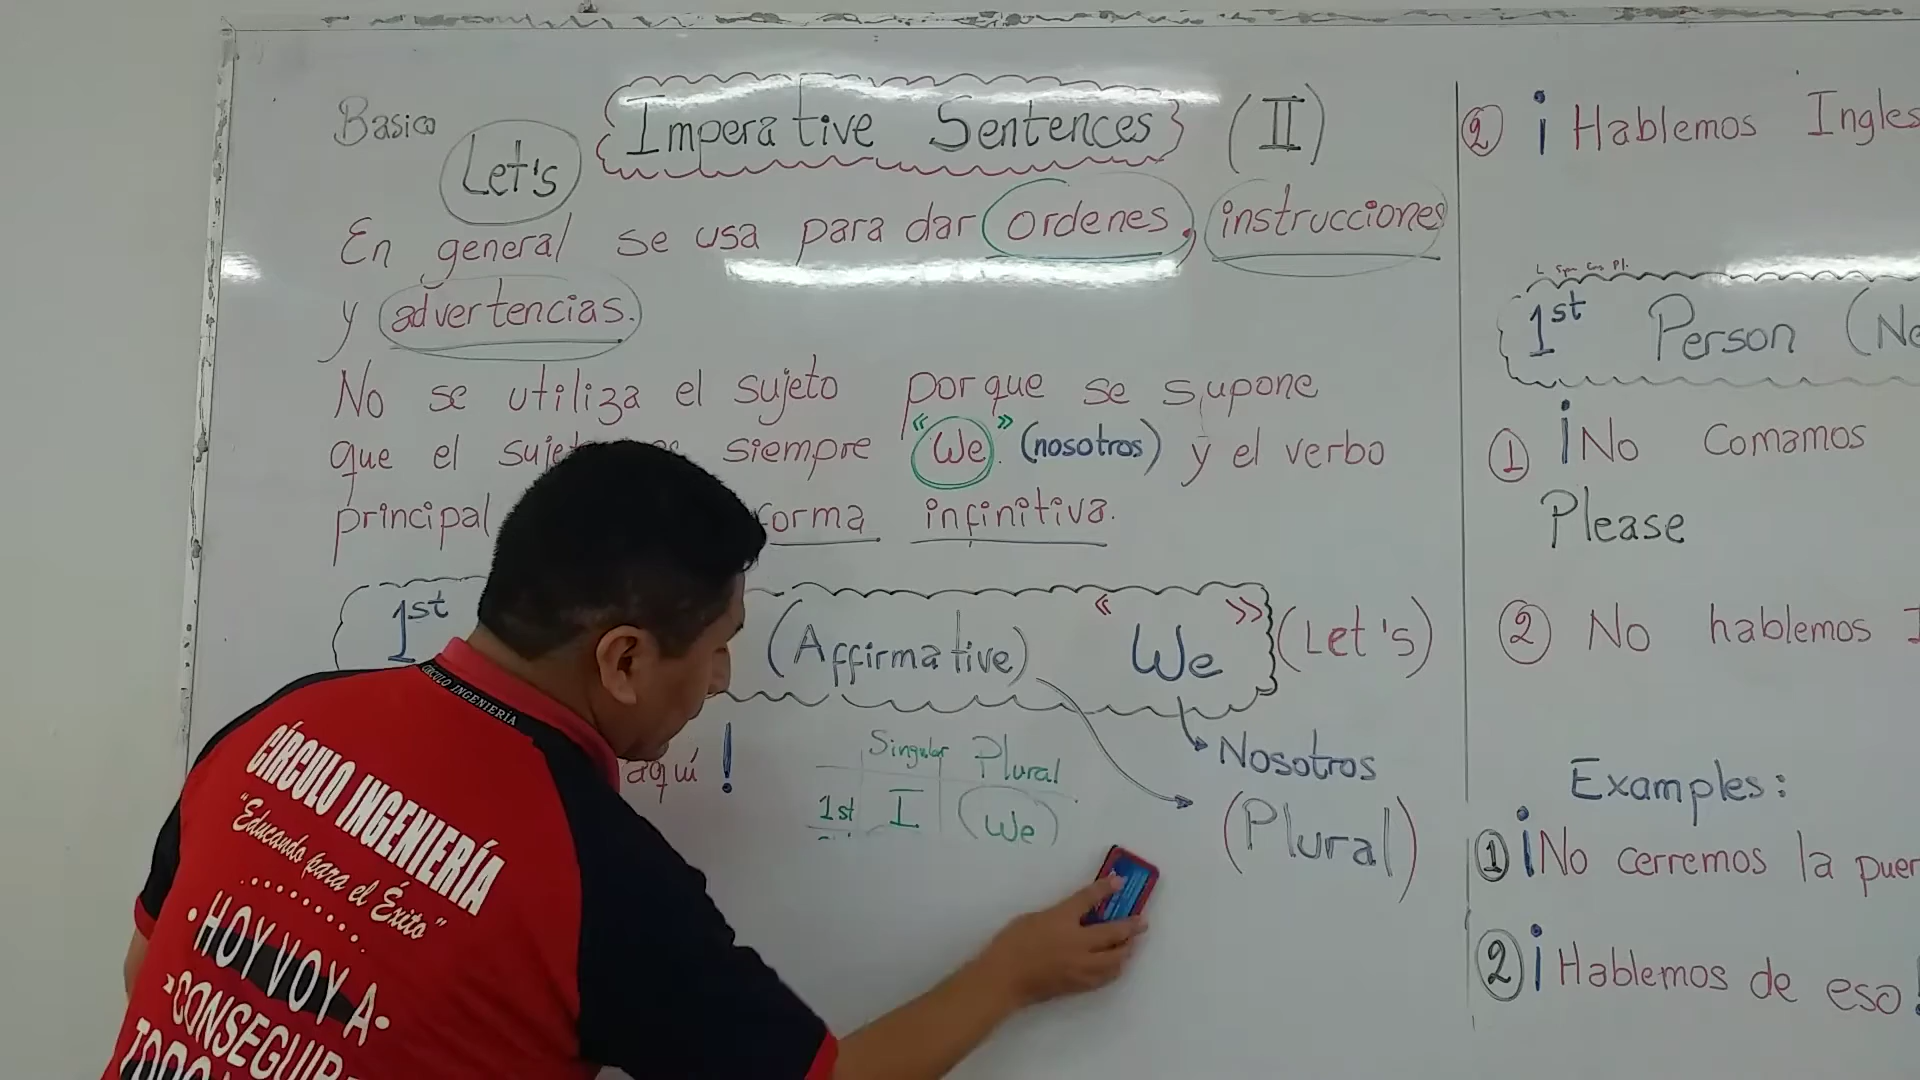 Basico
Let's
Imperative Sentences (II)
En general se usa para dar ordenes, instrucciones
y advertencias.
No se utiliza el sujeto porque se supone
que el siempre "We" (nosotros) y el verbo
principal forma infinitiva.
1st (Affirmative) "We" (Let's)
aquí!
Singular Plural
1st I (We)
Nosotros
(Plural)
② ¡Hablemos Ingles
1st Person
① ¡No Comamos
Please
② No hablemos
Examples:
① ¡No cerremos la
② ¡Hablemos de eso!
CÍRCULO INGENIERÍA
CÍRCULO INGENIERÍA
"Educando para el Éxito"
•HOY VOY A•